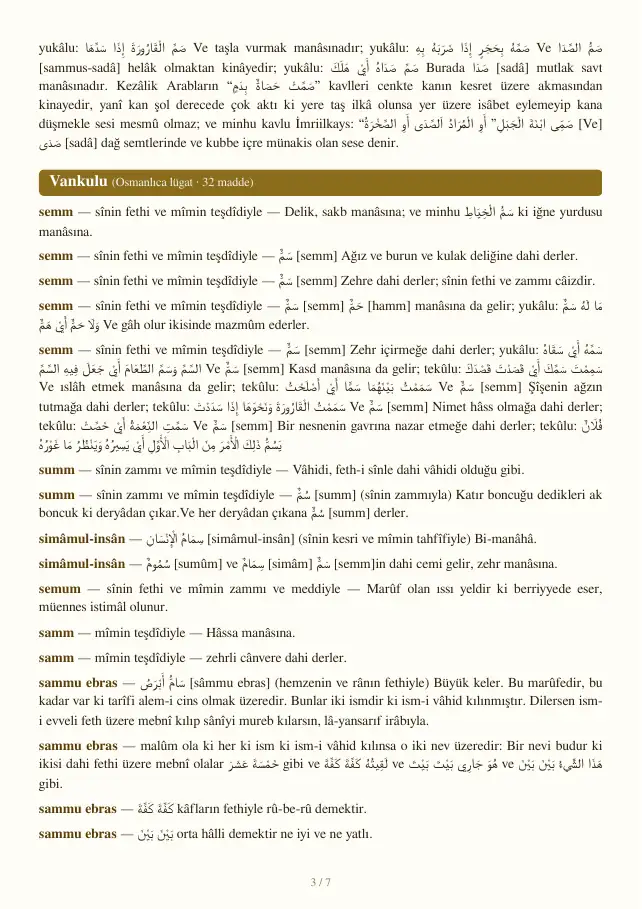 yukâlu: صَمَّ الْقَارُورَةَ إِذَا سَدَّهَا Ve taşla vurmak manâsınadır; yukâlu: صَمَّهُ بِحَجَرٍ إِذَا ضَرَبَهُ بِهِ Ve صَمُّ الصَّدَا
[sammus-sadâ] helâk olmaktan kinâyedir; yukâlu: صَمَّ صَدَاهُ أَيْ هَلَكَ Burada صَدَا [sadâ] mutlak savt
manâsınadır. Kezâlik Arabların “صَمَّتْ حَصَاةٌ بِدَمٍ” kavlleri cenkte kanın kesret üzere akmasından
kinayedir, yanî kan şol derecede çok aktı ki yere taş ilkâ olunsa yer üzere isâbet eylemeyip kana
düşmekle sesi mesmû olmaz; ve minhu kavlu İmriilkays: “صَمِّى ابْنَةَ الْجَبَلِ” أَوِ الْمُرَادُ اَلصَّدَى أَوِ الصَّخْرَةُ [Ve]
صَدَى [sadâ] dağ semtlerinde ve kubbe içre münakis olan sese denir.
Vankulu (Osmanlıca lügat · 32 madde)
semm — sînin fethi ve mîmin teşdîdiyle — Delik, sakb manâsına; ve minhu سَمُّ الْخِيَاطِ ki iğne yurdusu
manâsına.
semm — sînin fethi ve mîmin teşdîdiyle — سَمٌّ [semm] Ağız ve burun ve kulak deliğine dahi derler.
semm — sînin fethi ve mîmin teşdîdiyle — سَمٌّ [semm] Zehre dahi derler; sînin fethi ve zammı câizdir.
semm — sînin fethi ve mîmin teşdîdiyle — سَمٌّ [semm] حَمٌّ [hamm] manâsına da gelir; yukâlu: مَا لَهُ سَمٌّ
وَلَا حَمٌّ أَيْ هَمٌّ Ve gâh olur ikisinde mazmûm ederler.
semm — sînin fethi ve mîmin teşdîdiyle — سَمٌّ [semm] Zehr içirmeğe dahi derler; yukâlu: سَمَّهُ أَيْ سَقَاهُ
السَّمَّ وَسَمَّ الطَّعَامَ أَيْ جَعَلَ فِيهِ السَّمَّ Ve سَمٌّ [semm] Kasd manâsına da gelir; tekûlu: سَمِمْتُ سَمَّكَ أَيْ قَصَدْتُ قَصْدَكَ
Ve ıslâh etmek manâsına da gelir; tekûlu: سَمَمْتُ بَيْنَهُمَا سَمًّا أَيْ أَصْلَحْتُ Ve سَمٌّ [semm] Şîşenin ağzın
tutmağa dahi derler; tekûlu: سَمَمْتُ الْقَارُورَةَ وَنَحْوَهَا إِذَا سَدَدْتَ Ve سَمٌّ [semm] Nimet hâss olmağa dahi derler;
tekûlu: سَمَّتِ النِّعْمَةُ أَيْ خَصَّتْ Ve سَمٌّ [semm] Bir nesnenin gavrına nazar etmeğe dahi derler; tekûlu: فُلَانٌ
يَسُمُّ ذَلِكَ الْأَمْرَ مِنَ الْبَابِ الْأَوَّلِ أَيْ يَسِيرُهُ وَيَنْظُرُ مَا غَوْرُهُ
summ — sînin zammı ve mîmin teşdîdiyle — Vâhidi, feth-i sînle dahi vâhidi olduğu gibi.
summ — sînin zammı ve mîmin teşdîdiyle — سُمٌّ [summ] (sînin zammıyla) Katır boncuğu dedikleri ak
boncuk ki deryâdan çıkar.Ve her deryâdan çıkana سُمٌّ [summ] derler.
simâmul-insân — سِمَامُ الْإِنْسَانِ [simâmul-insân] (sînin kesri ve mîmin tahfîfiyle) Bi-manâhâ.
simâmul-insân — سُمُومٌ [sumûm] ve سِمَامٌ [simâm] سَمٌّ [semm]in dahi cemi gelir, zehr manâsına.
semum — sînin fethi ve mîmin zammı ve meddiyle — Marûf olan ıssı yeldir ki berriyyede eser,
müennes istimâl olunur.
samm — mîmin teşdîdiyle — Hâssa manâsına.
samm — mîmin teşdîdiyle — zehrli cânvere dahi derler.
sammu ebras — سَامُّ أَبْرَصُ [sâmmu ebras] (hemzenin ve rânın fethiyle) Büyük keler. Bu marûfedir, bu
kadar var ki tarîfi alem-i cins olmak üzeredir. Bunlar iki ismdir ki ism-i vâhid kılınmıştır. Dilersen ism-
i evveli feth üzere mebnî kılıp sânîyi mureb kılarsın, lâ-yansarıf irâbıyla.
sammu ebras — malûm ola ki her ki ism ki ism-i vâhid kılınsa o iki nev üzeredir: Bir nevi budur ki
ikisi dahi fethi üzere mebnî olalar خَمْسَةَ عَشَرَ gibi ve لَقِيتُهُ كَفَّةَ كَفَّةَ ve هُوَ جَارِي بَيْتَ بَيْتَ ve هَذَا الشَّيْءُ بَيْنَ بَيْنَ
gibi.
sammu ebras — كَفَّةَ كَفَّةَ kâfların fethiyle rû-be-rû demektir.
sammu ebras — بَيْنَ بَيْنَ orta hâlli demektir ne iyi ve ne yatlı.
3 / 7